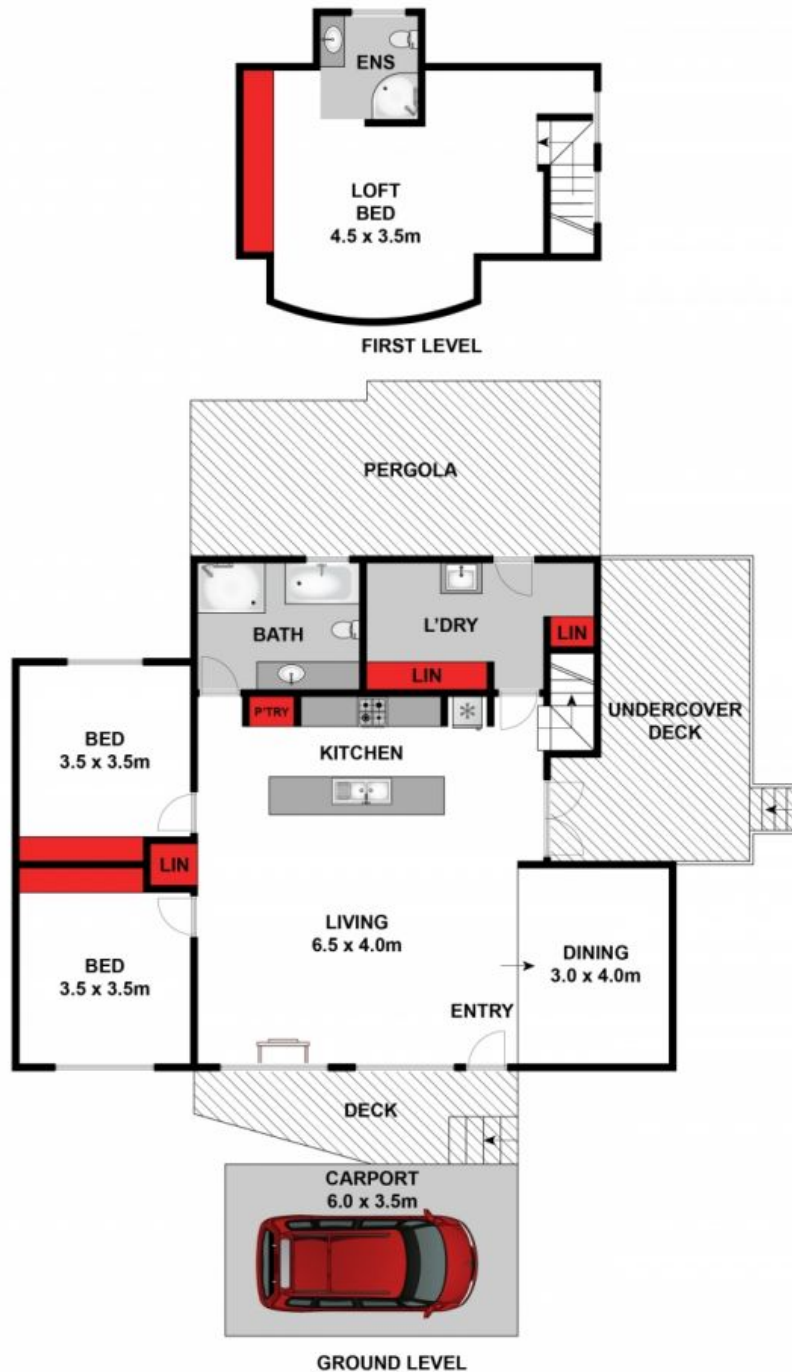 ENS
LOFT
BED
4.5 x 3.5m
FIRST LEVEL
PERGOLA
BATH
L'DRY
LIN
LIN
P'TRY
KITCHEN
UNDERCOVER
DECK
BED
3.5 x 3.5m
LIN
BED
3.5 x 3.5m
LIVING
6.5 x 4.0m
DINING
3.0 x 4.0m
ENTRY
DECK
CARPORT
6.0 x 3.5m
GROUND LEVEL